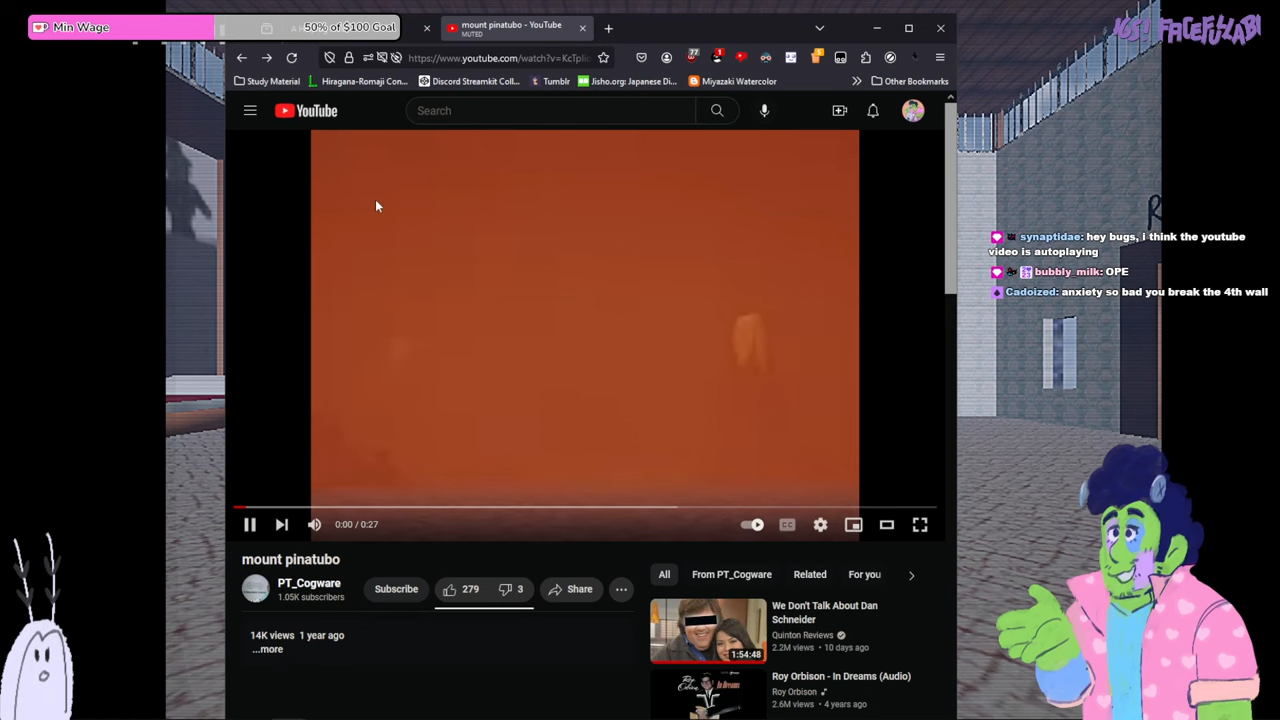 Min Wage
50% of $100 Goal
mount pinatubo - YouTube
MUTED
https://www.youtube.com/watch?v=KcTpli
77
1
1
Study Material
Hiragana-Romaji Con...
Discord Streamkit Coll...
Tumblr
Jisho.org: Japanese Di...
Miyazaki Watercolor
Other Bookmarks
YouTube
Search
synaptidae: hey bugs, i think the youtube
video is autoplaying
bubbly_milk: OPE
Cadoized: anxiety so bad you break the 4th wall
0:00 / 0:27
CC
mount pinatubo
PT_Cogware
1.05K subscribers
Subscribe
279
3
Share
14K views 1 year ago
...more
All
From PT_Cogware
Related
For you
We Don't Talk About Dan
Schneider
Quinton Reviews
2.2M views • 10 days ago
1:54:48
Roy Orbison - In Dreams (Audio)
Roy Orbison
2.6M views • 4 years ago